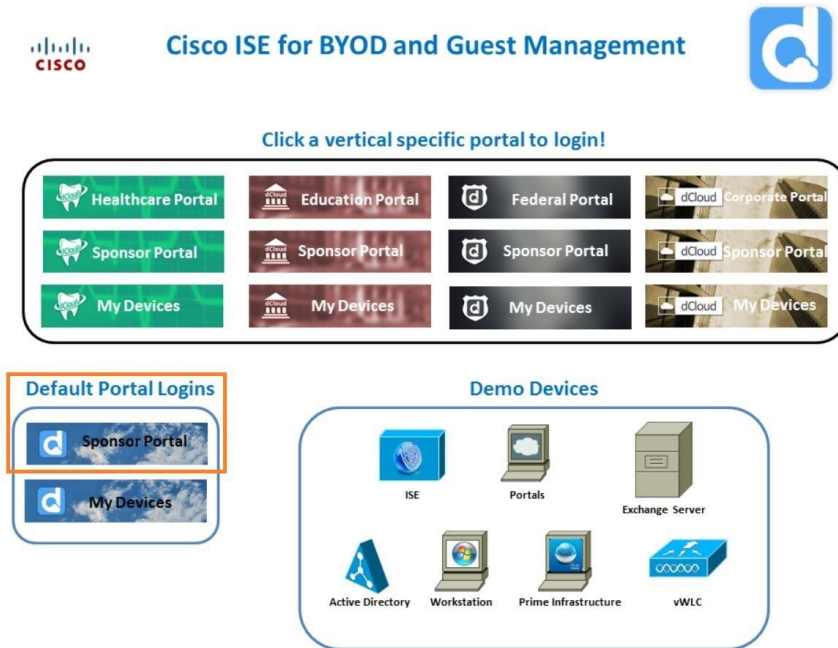 CISCO
Cisco ISE for BYOD and Guest Management
Click a vertical specific portal to login!
Healthcare Portal
Education Portal
Federal Portal
dCloud Corporate Portal
Sponsor Portal
Sponsor Portal
Sponsor Portal
dCloud Sponsor Portal
My Devices
My Devices
My Devices
dCloud My Devices
Default Portal Logins
Sponsor Portal
My Devices
Demo Devices
ISE
Portals
Exchange Server
Active Directory
Workstation
Prime Infrastructure
vWLC